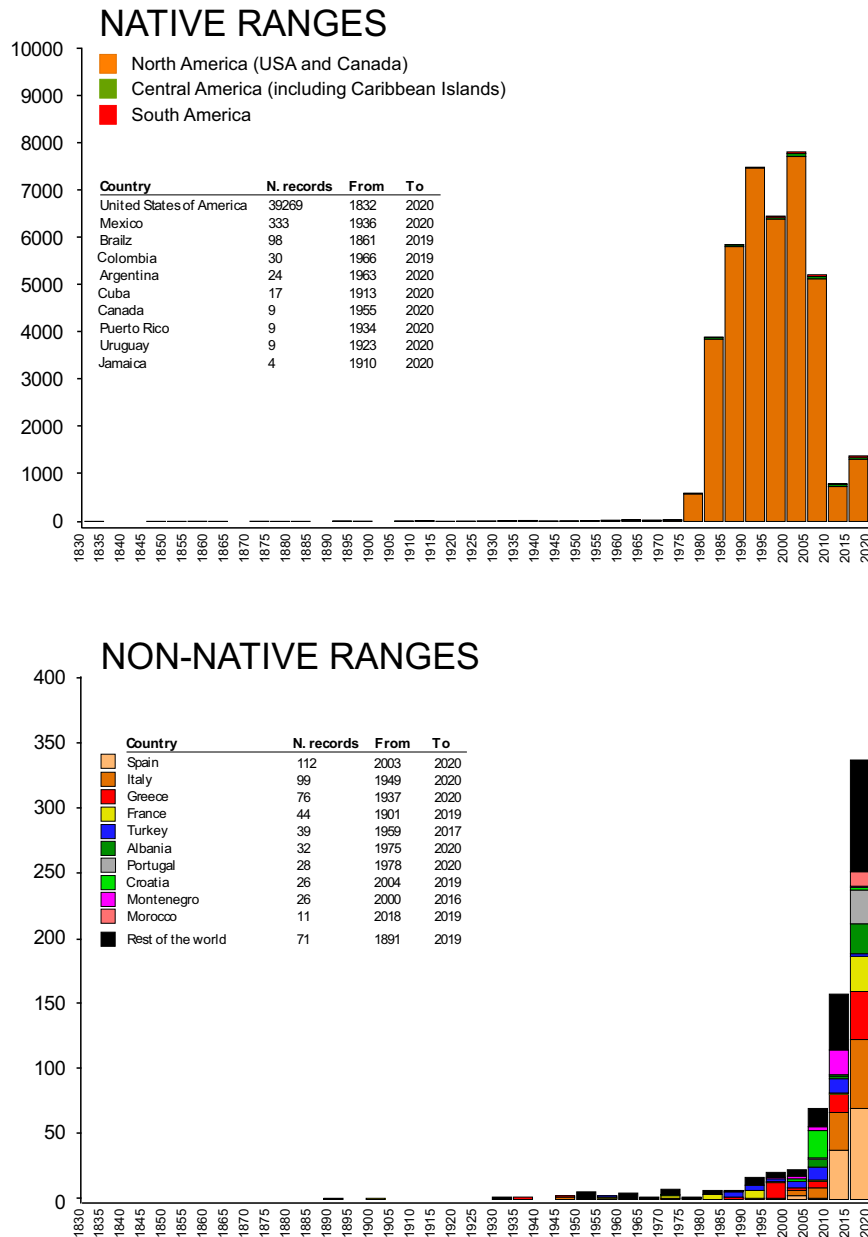 NATIVE RANGES
10000
9000
8000
7000
6000
5000
4000
3000
2000
1000
0
North America (USA and Canada)
Central America (including Caribbean Islands)
South America
Country N. records From To
United States of America 39269 1832 2020
Mexico 333 1936 2020
Brailz 98 1861 2019
Colombia 30 1966 2019
Argentina 24 1963 2020
Cuba 17 1913 2020
Canada 9 1955 2020
Puerto Rico 9 1934 2020
Uruguay 9 1923 2020
Jamaica 4 1910 2020
1830 1835 1840 1845 1850 1855 1860 1865 1870 1875 1880 1885 1890 1895 1900 1905 1910 1915 1920 1925 1930 1935 1940 1945 1950 1955 1960 1965 1970 1975 1980 1985 1990 1995 2000 2005 2010 2015 2020
NON-NATIVE RANGES
400
350
300
250
200
150
100
50
0
Country N. records From To
Spain 112 2003 2020
Italy 99 1949 2020
Greece 76 1937 2020
France 44 1901 2019
Turkey 39 1959 2017
Albania 32 1975 2020
Portugal 28 1978 2020
Croatia 26 2004 2019
Montenegro 26 2000 2016
Morocco 11 2018 2019
Rest of the world 71 1891 2019
1830 1835 1840 1845 1850 1855 1860 1865 1870 1875 1880 1885 1890 1895 1900 1905 1910 1915 1920 1925 1930 1935 1940 1945 1950 1955 1960 1965 1970 1975 1980 1985 1990 1995 2000 2005 2010 2015 2020